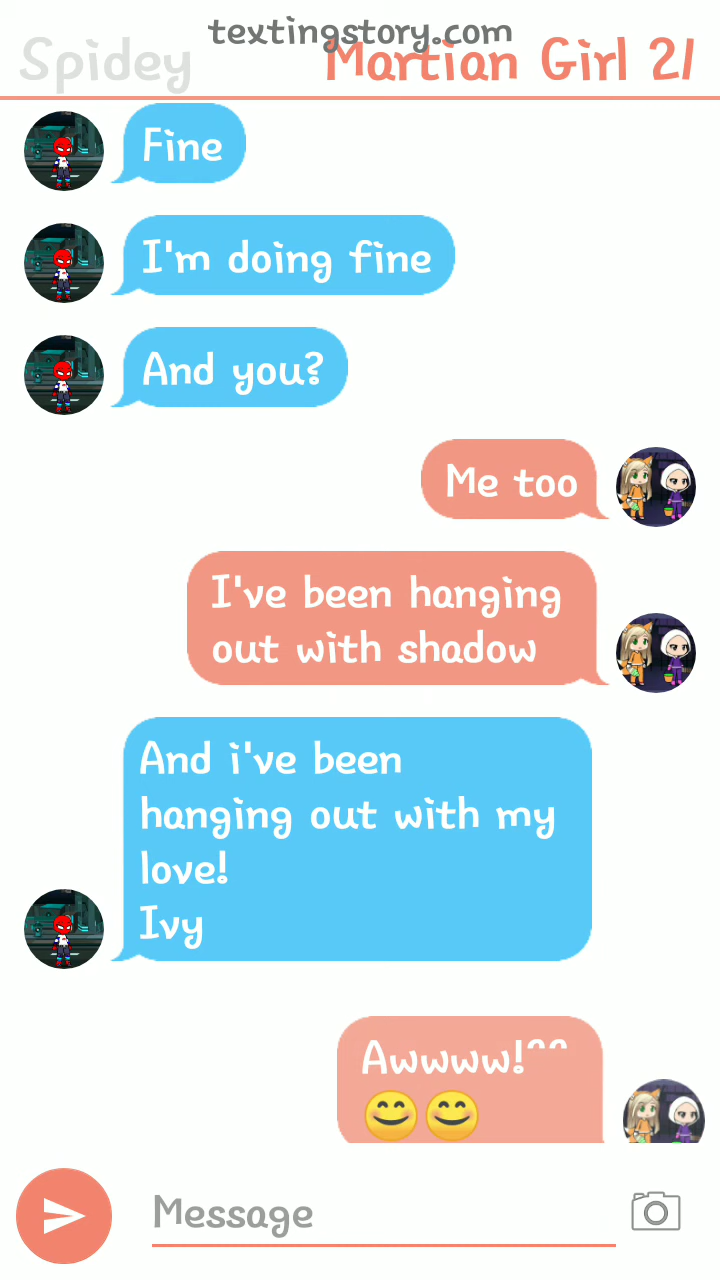 textingstory.com
Spidey
Martian Girl 21
Fine
I'm doing fine
And you?
Me too
I've been hanging
out with shadow
And i've been
hanging out with my
love!
Ivy
Awwww!^^
😊😊
Message